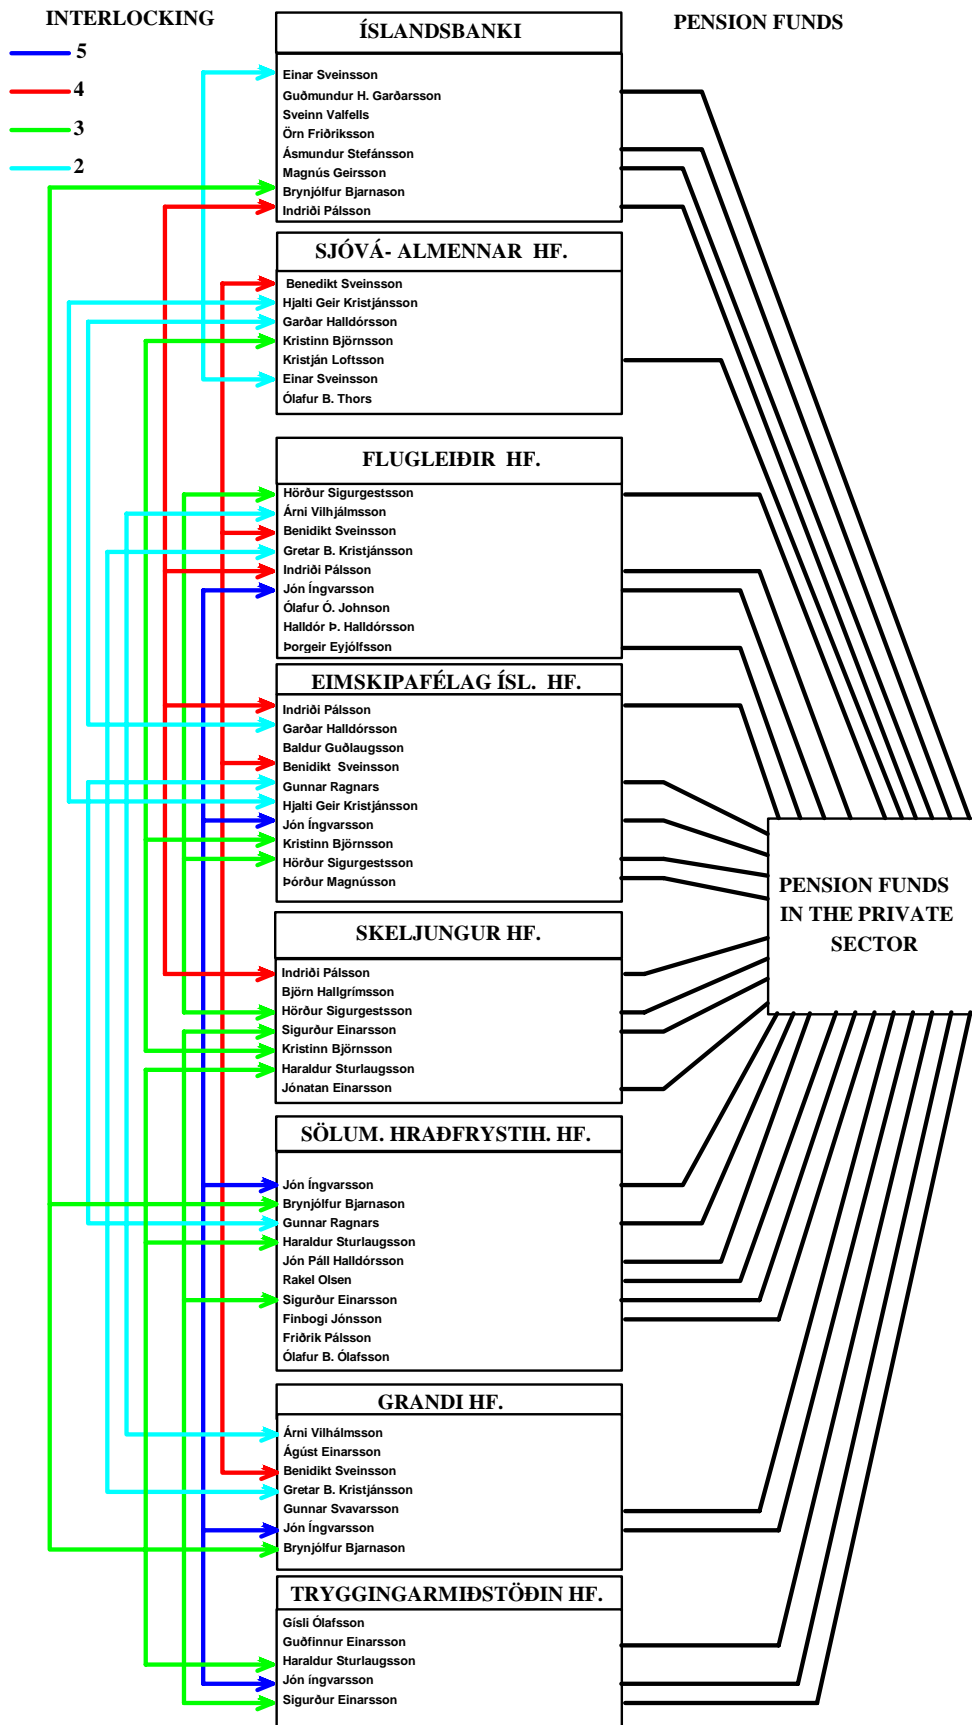 INTERLOCKING
5
4
3
2
PENSION FUNDS
ÍSLANDSBANKI
Einar Sveinsson
Guðmundur H. Garðarsson
Sveinn Valfells
Örn Friðriksson
Ásmundur Stefánsson
Magnús Geirsson
Brynjólfur Bjarnason
Indriði Pálsson
SJÓVÁ- ALMENNAR HF.
Benedikt Sveinsson
Hjalti Geir Kristjánsson
Garðar Halldórsson
Kristinn Björnsson
Kristján Loftsson
Einar Sveinsson
Ólafur B. Thors
FLUGLEIÐIR HF.
Hörður Sigurgestsson
Árni Vilhjálmsson
Benidikt Sveinsson
Gretar B. Kristjánsson
Indriði Pálsson
Jón Íngvarsson
Ólafur Ó. Johnson
Halldór Þ. Halldórsson
Þorgeir Eyjólfsson
EIMSKIPAFÉLAG ÍSL. HF.
Indriði Pálsson
Garðar Halldórsson
Baldur Guðlaugsson
Benidikt Sveinsson
Gunnar Ragnars
Hjalti Geir Kristjánsson
Jón Íngvarsson
Kristinn Björnsson
Hörður Sigurgestsson
Þórður Magnússon
PENSION FUNDS
IN THE PRIVATE
SECTOR
SKELJUNGUR HF.
Indriði Pálsson
Björn Hallgrímsson
Hörður Sigurgestsson
Sigurður Einarsson
Kristinn Björnsson
Haraldur Sturlaugsson
Jónatan Einarsson
SÖLUM. HRAÐFRYSTIH. HF.
Jón Íngvarsson
Brynjólfur Bjarnason
Gunnar Ragnars
Haraldur Sturlaugsson
Jón Páll Halldórsson
Rakel Olsen
Sigurður Einarsson
Finbogi Jónsson
Friðrik Pálsson
Ólafur B. Ólafsson
GRANDI HF.
Árni Vilhálmsson
Ágúst Einarsson
Benidikt Sveinsson
Gretar B. Kristjánsson
Gunnar Svavarsson
Jón Íngvarsson
Brynjólfur Bjarnason
TRYGGINGARMIÐSTÖÐIN HF.
Gísli Ólafsson
Guðfinnur Einarsson
Haraldur Sturlaugsson
Jón íngvarsson
Sigurður Einarsson